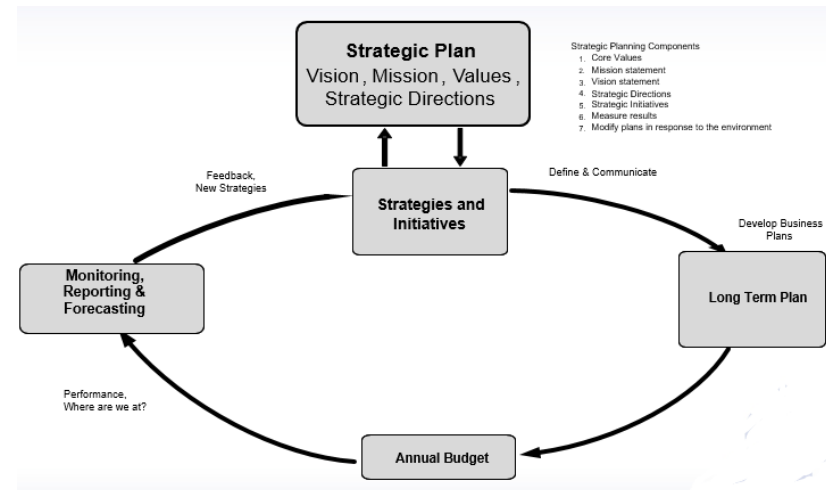 Strategic Plan
Vision , Mission , Values ,
Strategic Directions
Strategic Planning Components
1. Core Values
2. Mission statement
3. Vision statement
4. Strategic Directions
5. Strategic Initiatives
6. Measure results
7. Modify plans in response to the environment
Feedback,
New Strategies
Define & Communicate
Strategies and
Initiatives
Develop Business
Plans
Monitoring,
Reporting &
Forecasting
Long Term Plan
Performance,
Where are we at?
Annual Budget